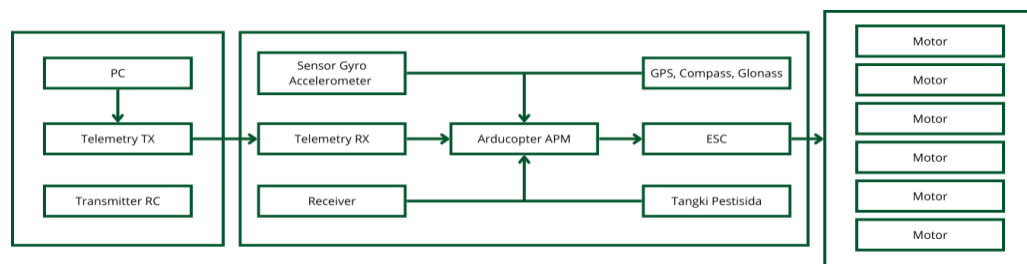 PC
Telemetry TX
Transmitter RC
Sensor Gyro
Accelerometer
GPS, Compass, Glonass
Telemetry RX
Arducopter APM
ESC
Receiver
Tangki Pestisida
Motor
Motor
Motor
Motor
Motor
Motor